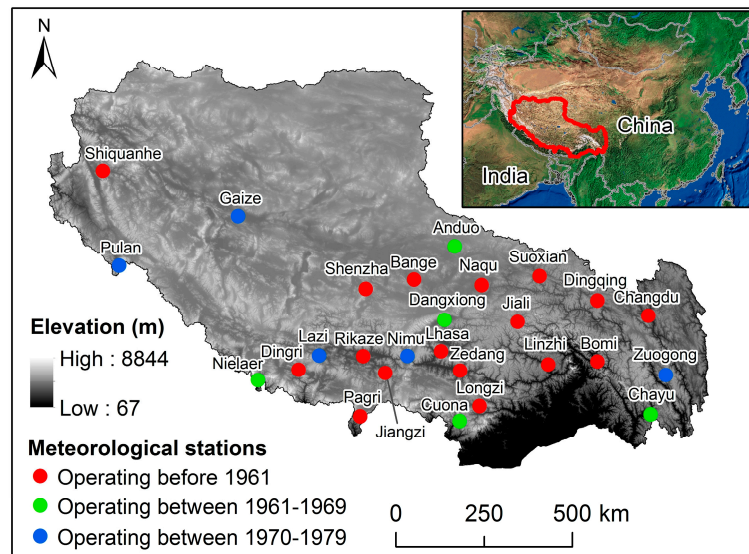 N
China
India
Shiquanhe
Gaize
Anduo
Pulan
Suoxian
Bange
Naqu
Shenzha
Dingqing
Dangxiong
Jiali
Changdu
Elevation (m)
High : 8844
Low : 67
Lazi
Rikaze
Nimu
Lhasa
Linzhi
Bomi
Dingri
Zedang
Zuogong
Nielaer
Longzi
Pagri
Cuona
Chayu
Jiangzi
Meteorological stations
Operating before 1961
Operating between 1961-1969
Operating between 1970-1979
0 250 500 km